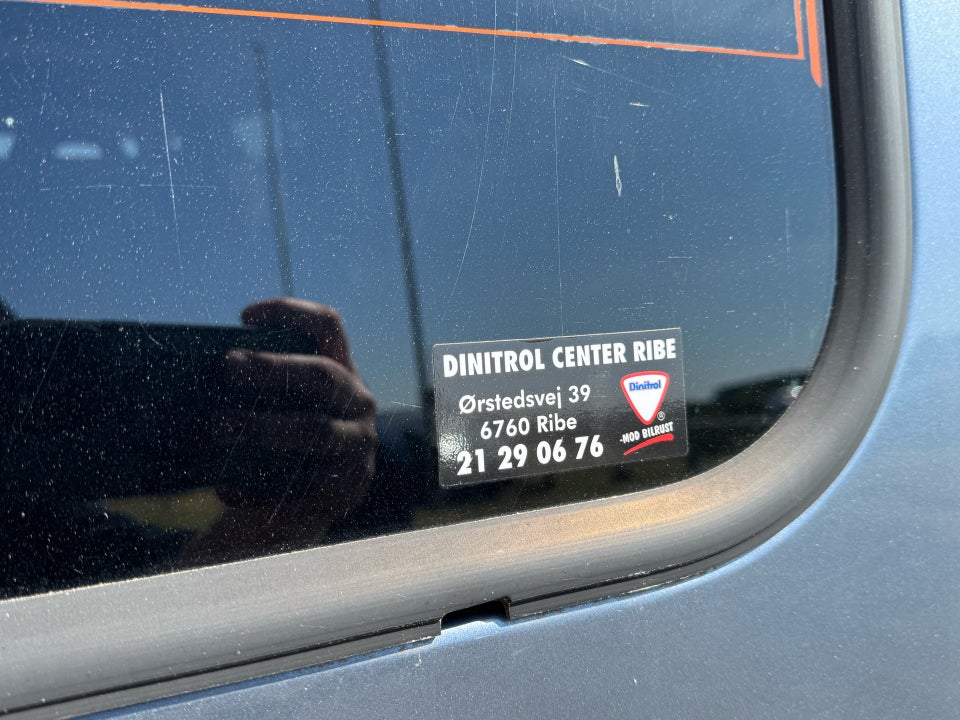 DINITROL CENTER RIBE
Ørstedsvej 39
6760 Ribe
21 29 06 76
Dinitrol
®
-MOD BILRUST